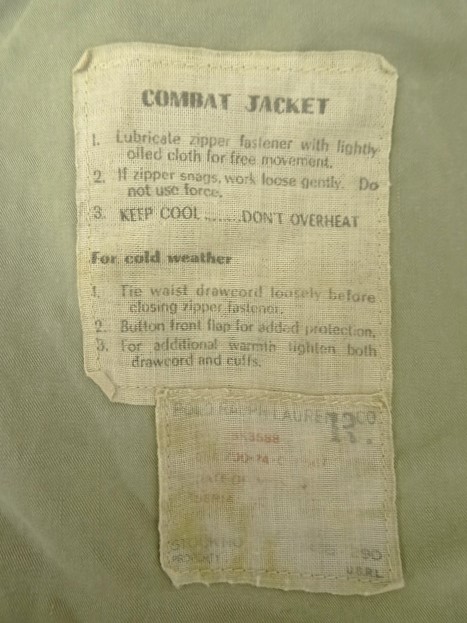 COMBAT JACKET
1. Lubricate zipper fastener with lightly
oiled cloth for free movement.
2. If zipper snags, work loose gently. Do
not use force.
3. KEEP COOL ........DON'T OVERHEAT
For cold weather
1. Tie waist drawcord loosely before
closing zipper fastener.
2. Button front flap for added protection.
3. For additional warmth tighten both
drawcord and cuffs.
POLO RALPH LAUREN CO.
R.
DATE OF
STOCK NO
PROPERTY
U.S.R.L